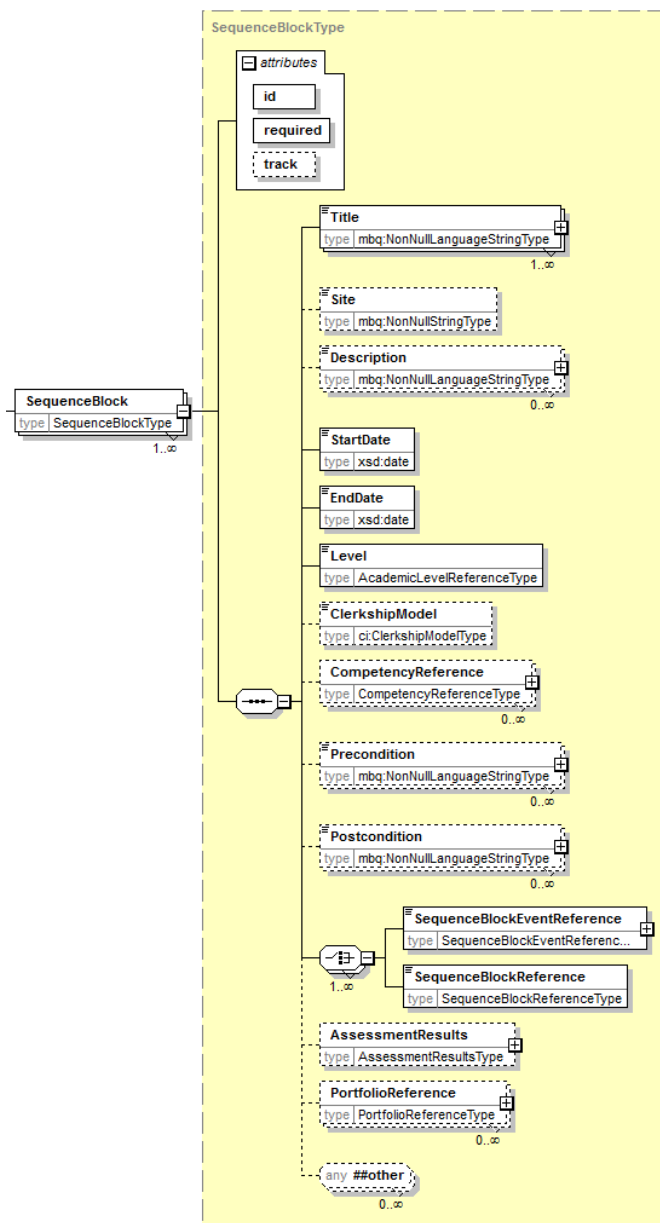 SequenceBlockType
attributes
id
required
track
Title
type mbq:NonNullLanguageStringType
1..∞
Site
type mbq:NonNullStringType
Description
type mbq:NonNullLanguageStringType
0..∞
SequenceBlock
type SequenceBlockType
1..∞
StartDate
type xsd:date
EndDate
type xsd:date
Level
type AcademicLevelReferenceType
ClerkshipModel
type ci:ClerkshipModelType
CompetencyReference
type CompetencyReferenceType
0..∞
Precondition
type mbq:NonNullLanguageStringType
0..∞
Postcondition
type mbq:NonNullLanguageStringType
0..∞
SequenceBlockEventReference
type SequenceBlockEventReferenc...
SequenceBlockReference
type SequenceBlockReferenceType
1..∞
AssessmentResults
type AssessmentResultsType
PortfolioReference
type PortfolioReferenceType
0..∞
any ##other
0..∞